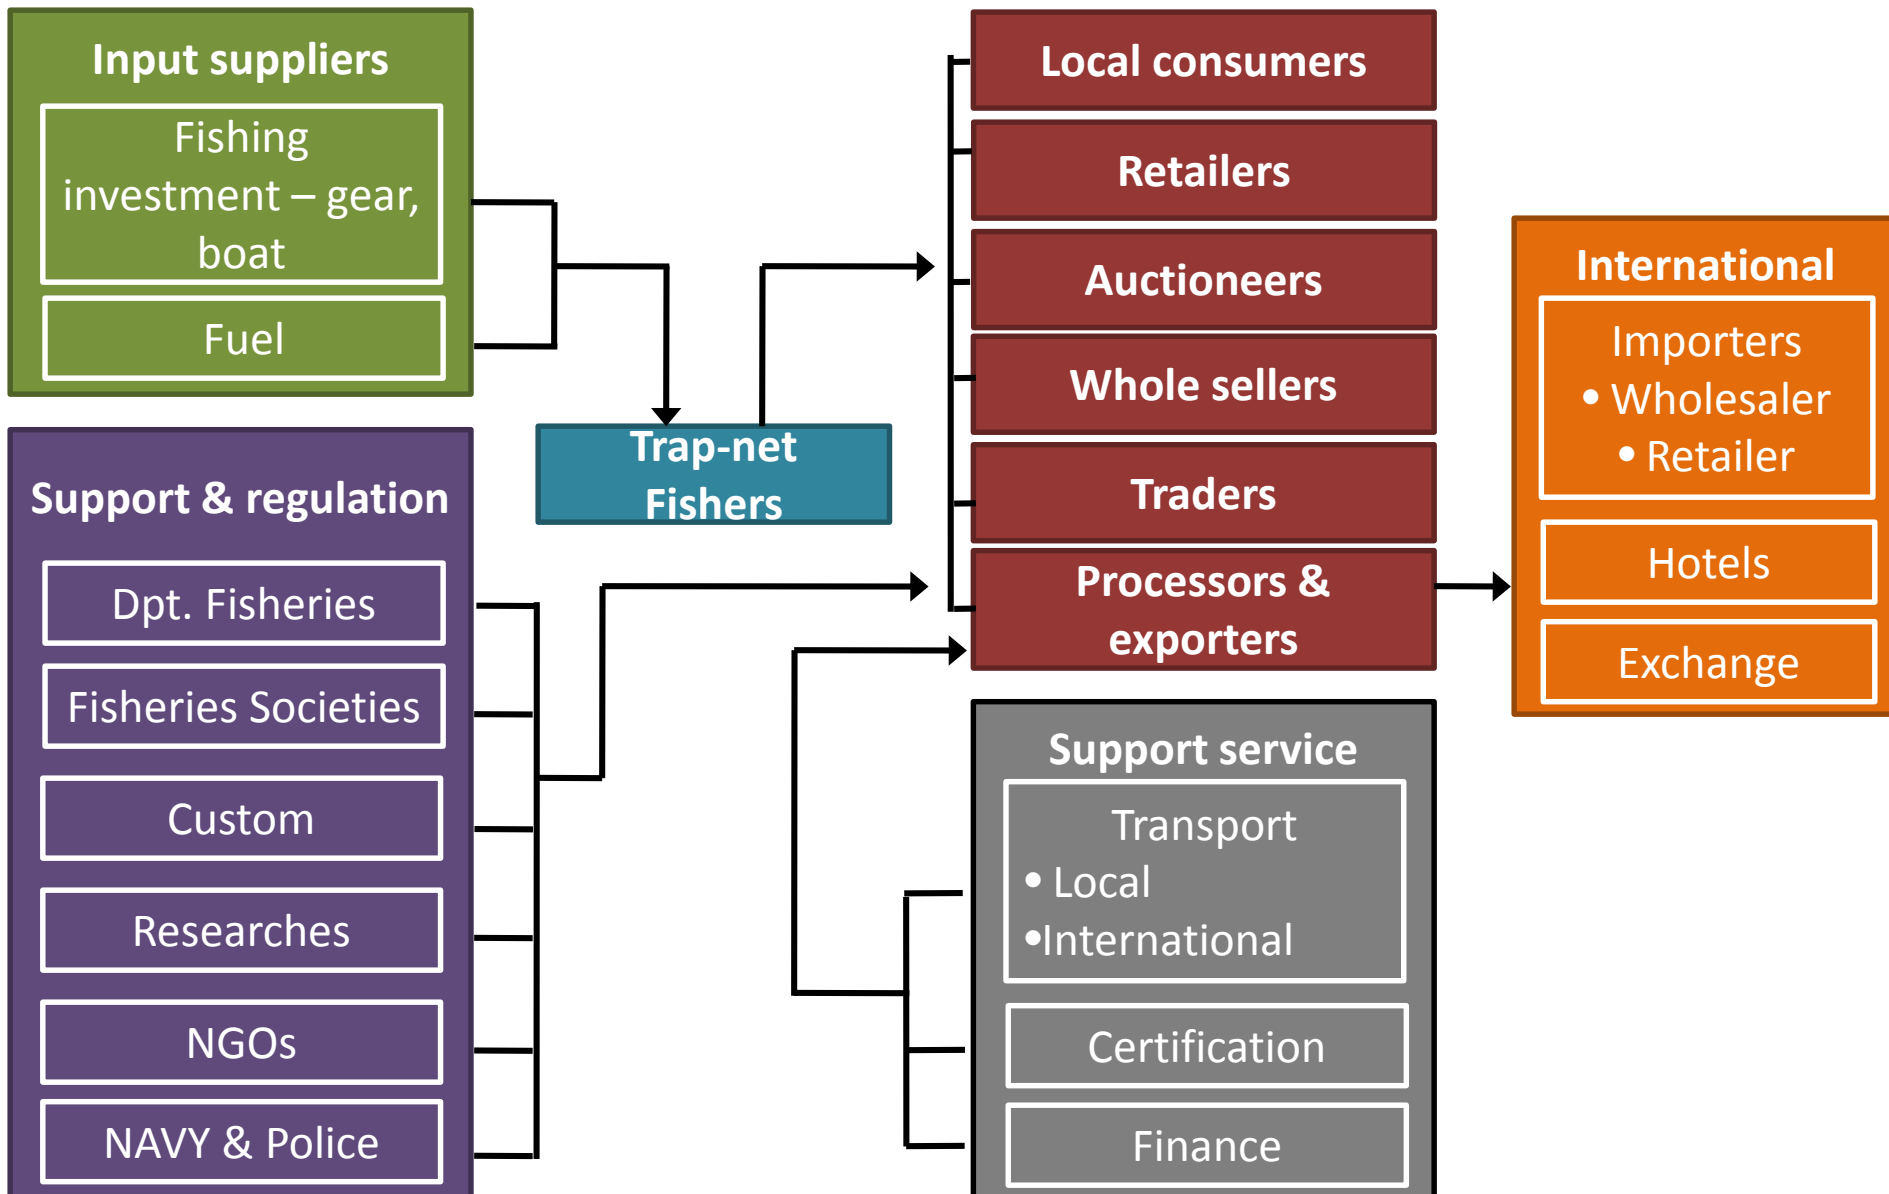 Input suppliers
Fishing
investment – gear,
boat
Fuel
Support & regulation
Dpt. Fisheries
Fisheries Societies
Custom
Researches
NGOs
NAVY & Police
Trap-net
Fishers
Local consumers
Retailers
Auctioneers
Whole sellers
Traders
Processors &
exporters
Support service
Transport
• Local
•International
Certification
Finance
International
Importers
• Wholesaler
• Retailer
Hotels
Exchange